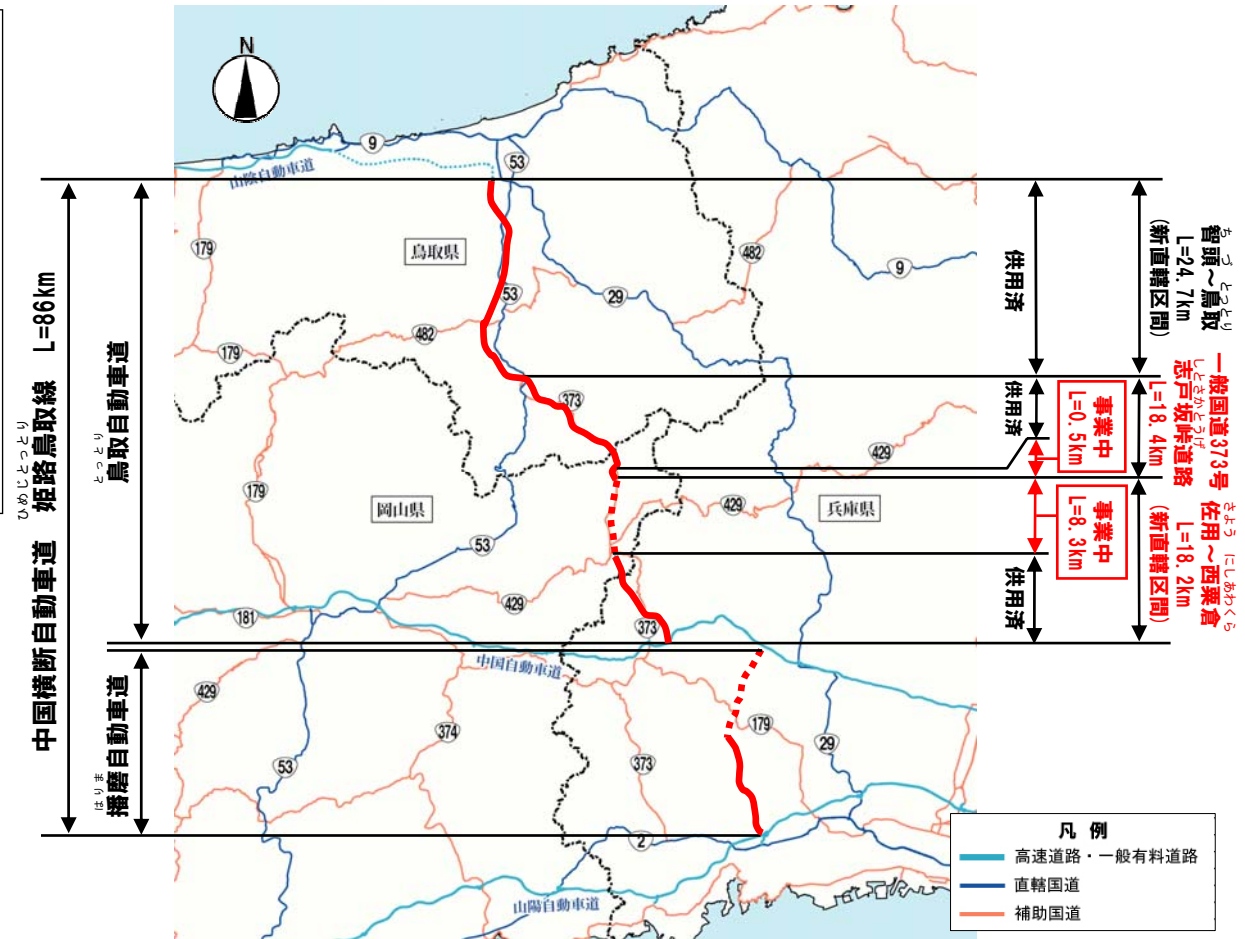 N
9
53
山陰自動車道
179
鳥取県
482
53
29
9
482
179
373
429
179
岡山県
429
兵庫県
53
429
181
373
中国自動車道
429
374
179
29
53
373
2
山陽自動車道
中国横断自動車道 姫路鳥取線 L=86km
ひめじとっとり
鳥取自動車道
とっとり
播磨自動車道
はりま
供用済
智頭~鳥取
ちづ とっとり
L=24.7km
(新直轄区間)
供用済
事業中
L=0.5km
一般国道373号
志戸坂峠道路
しとさかとうげ
L=18.4km
事業中
L=8.3km
供用済
佐用~西粟倉
さよう にしあわくら
L=18.2km
(新直轄区間)
凡 例
高速道路・一般有料道路
直轄国道
補助国道